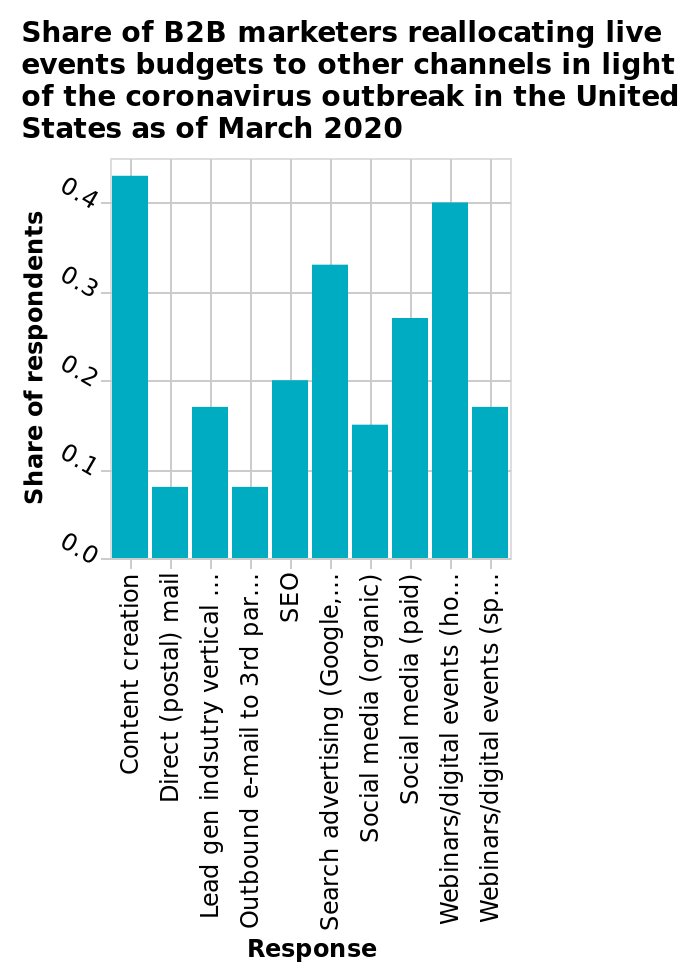 Share of B2B marketers reallocating live
events budgets to other channels in light
of the coronavirus outbreak in the United
States as of March 2020
Share of respondents
0.4
0.3
0.2
0.1
0.0
Content creation
Direct (postal) mail
Lead gen indsutry vertical ...
Outbound e-mail to 3rd par...
SEO
Search advertising (Google,...
Social media (organic)
Social media (paid)
Webinars/digital events (ho...
Webinars/digital events (sp...
Response